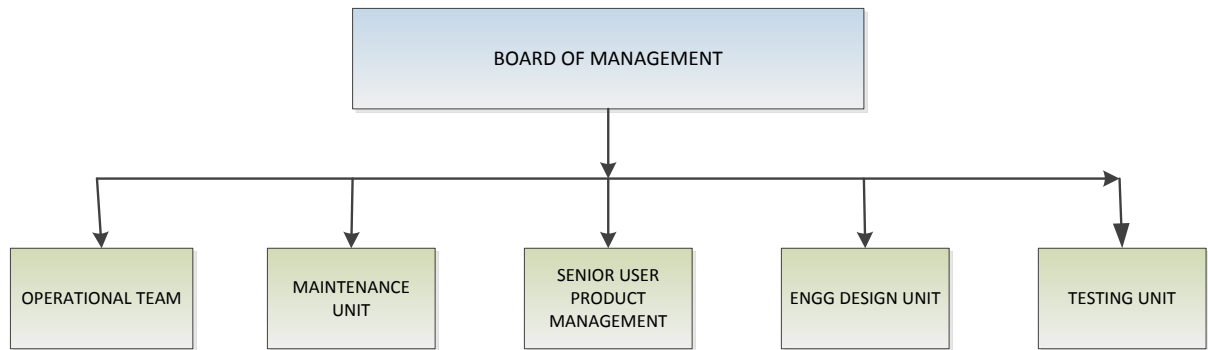 BOARD OF MANAGEMENT
OPERATIONAL TEAM
MAINTENANCE
UNIT
SENIOR USER
PRODUCT
MANAGEMENT
ENGG DESIGN UNIT
TESTING UNIT